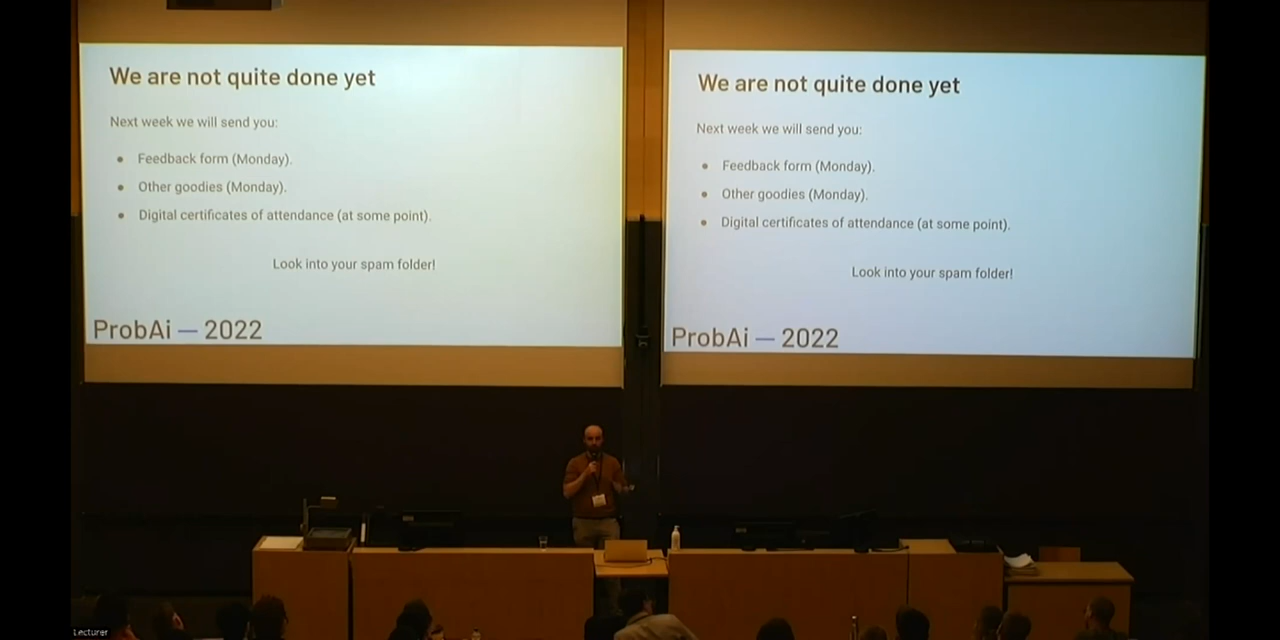 We are not quite done yet
Next week we will send you:
Feedback form (Monday).
Other goodies (Monday).
Digital certificates of attendance (at some point).
Look into your spam folder!
ProbAi — 2022
We are not quite done yet
Next week we will send you:
Feedback form (Monday).
Other goodies (Monday).
Digital certificates of attendance (at some point).
Look into your spam folder!
ProbAi — 2022
Lecturer